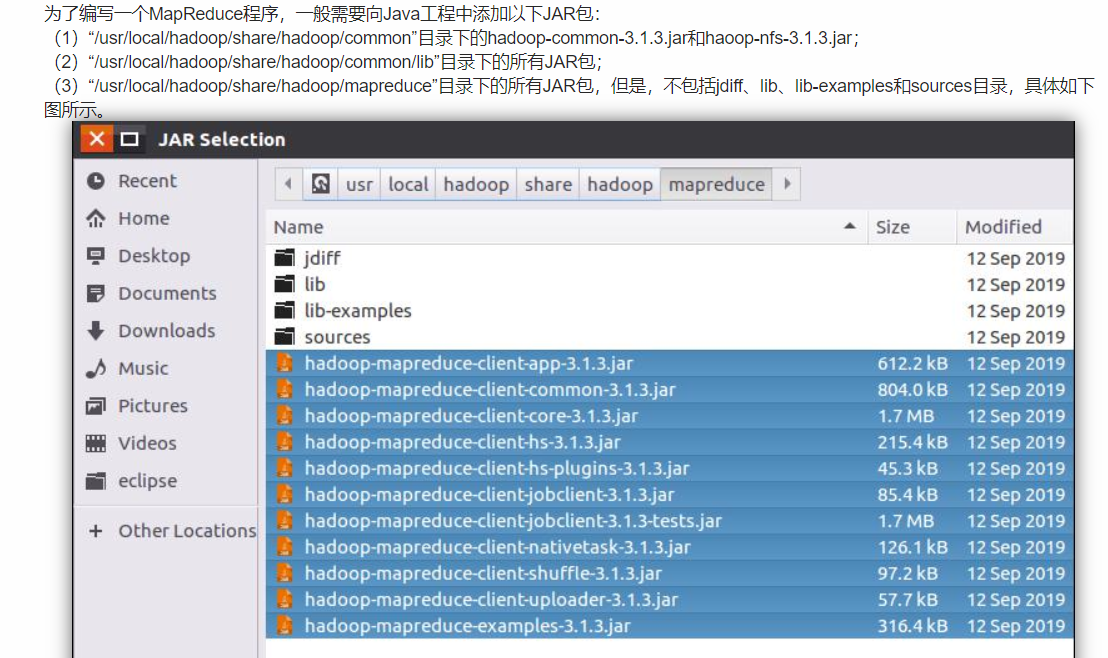 为了编写一个MapReduce程序，一般需要向Java工程中添加以下JAR包：
（1）“/usr/local/hadoop/share/hadoop/common”目录下的hadoop-common-3.1.3.jar和haoop-nfs-3.1.3.jar；
（2）“/usr/local/hadoop/share/hadoop/common/lib”目录下的所有JAR包；
（3）“/usr/local/hadoop/share/hadoop/mapreduce”目录下的所有JAR包，但是，不包括jdiff、lib、lib-examples和sources目录，具体如下
图所示。
JAR Selection
Recent
Home
Desktop
Documents
Downloads
Music
Pictures
Videos
eclipse
+ Other Locations
usr local hadoop share hadoop mapreduce
Name Size Modified
jdiff 12 Sep 2019
lib 12 Sep 2019
lib-examples 12 Sep 2019
sources 12 Sep 2019
hadoop-mapreduce-client-app-3.1.3.jar 612.2 kB 12 Sep 2019
hadoop-mapreduce-client-common-3.1.3.jar 804.0 kB 12 Sep 2019
hadoop-mapreduce-client-core-3.1.3.jar 1.7 MB 12 Sep 2019
hadoop-mapreduce-client-hs-3.1.3.jar 215.4 kB 12 Sep 2019
hadoop-mapreduce-client-hs-plugins-3.1.3.jar 45.3 kB 12 Sep 2019
hadoop-mapreduce-client-jobclient-3.1.3.jar 85.4 kB 12 Sep 2019
hadoop-mapreduce-client-jobclient-3.1.3-tests.jar 1.7 MB 12 Sep 2019
hadoop-mapreduce-client-nativetask-3.1.3.jar 126.1 kB 12 Sep 2019
hadoop-mapreduce-client-shuffle-3.1.3.jar 97.2 kB 12 Sep 2019
hadoop-mapreduce-client-uploader-3.1.3.jar 57.7 kB 12 Sep 2019
hadoop-mapreduce-examples-3.1.3.jar 316.4 kB 12 Sep 2019